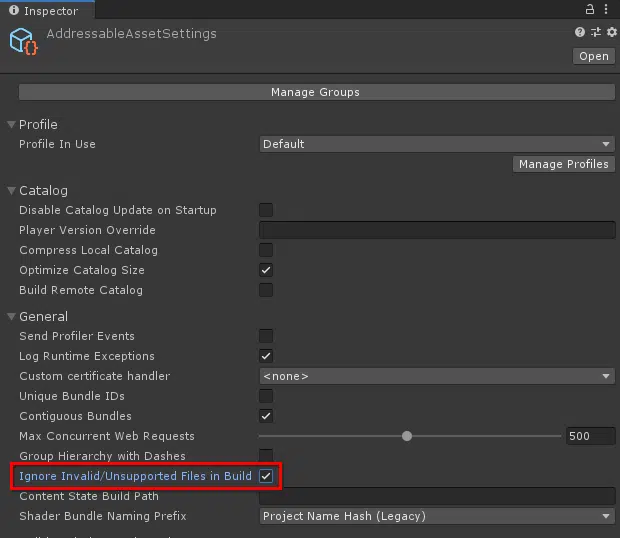 Inspector
AddressableAssetSettings
Open
Manage Groups
Profile
Profile In Use Default
Manage Profiles
Catalog
Disable Catalog Update on Startup
Player Version Override
Compress Local Catalog
Optimize Catalog Size
Build Remote Catalog
General
Send Profiler Events
Log Runtime Exceptions
Custom certificate handler <none>
Unique Bundle IDs
Contiguous Bundles
Max Concurrent Web Requests 500
Group Hierarchy with Dashes
Ignore Invalid/Unsupported Files in Build
Content State Build Path
Shader Bundle Naming Prefix Project Name Hash (Legacy)